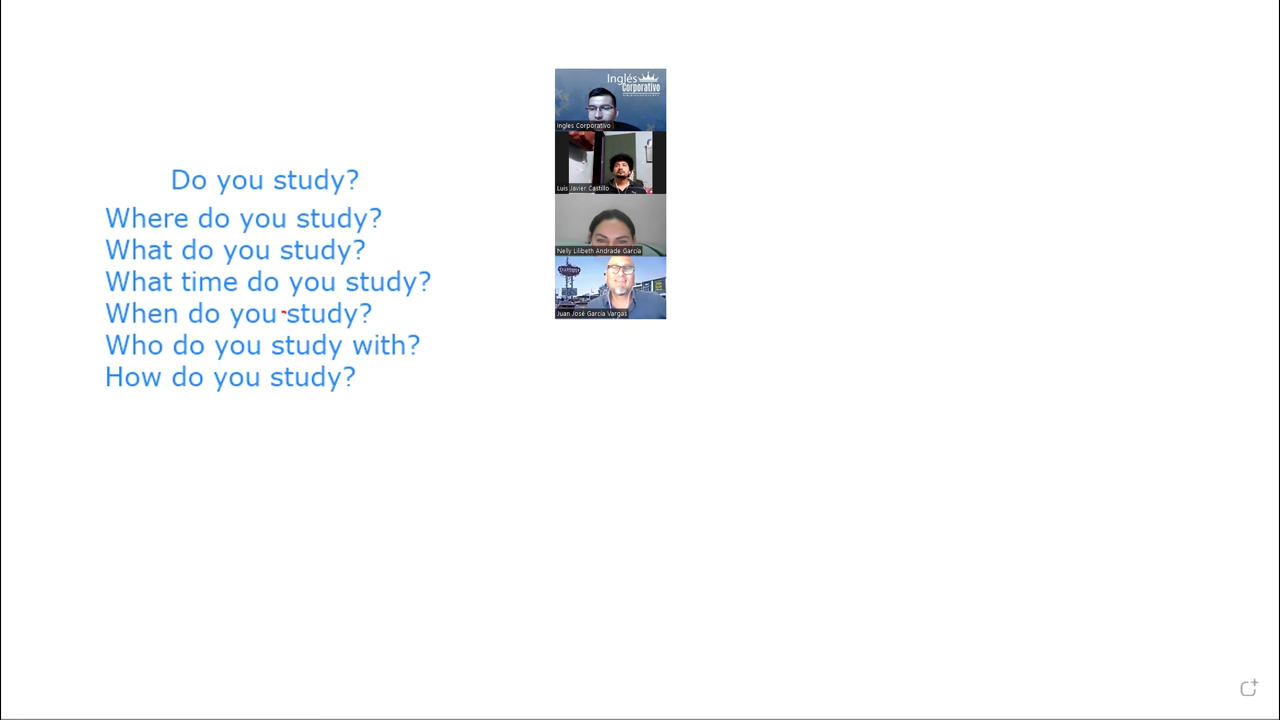 Do you study?
Where do you study?
What do you study?
What time do you study?
When do you study?
Who do you study with?
How do you study?
Inglés
Corporativo
Ingles Corporativo
Luis Javier Castillo
Nelly Lilibeth Andrade García
Juan José García Vargas